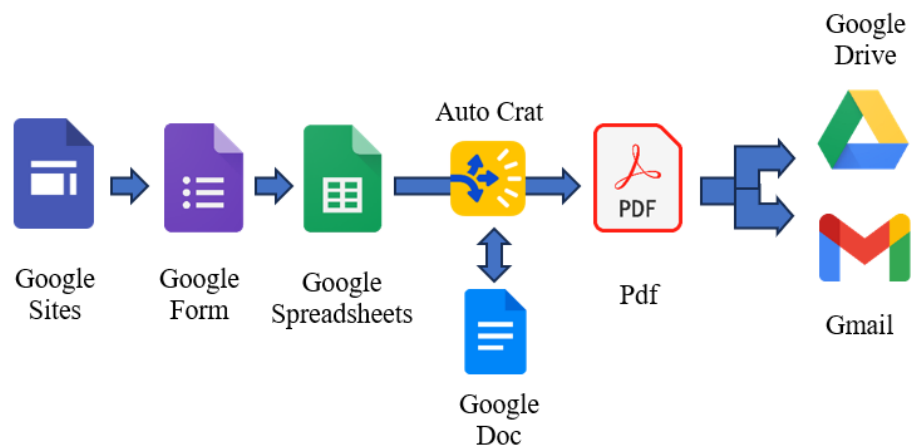 Google
Drive
Auto Crat
PDF
Google
Sites
Google
Form
Google
Spreadsheets
Pdf
Gmail
Google
Doc